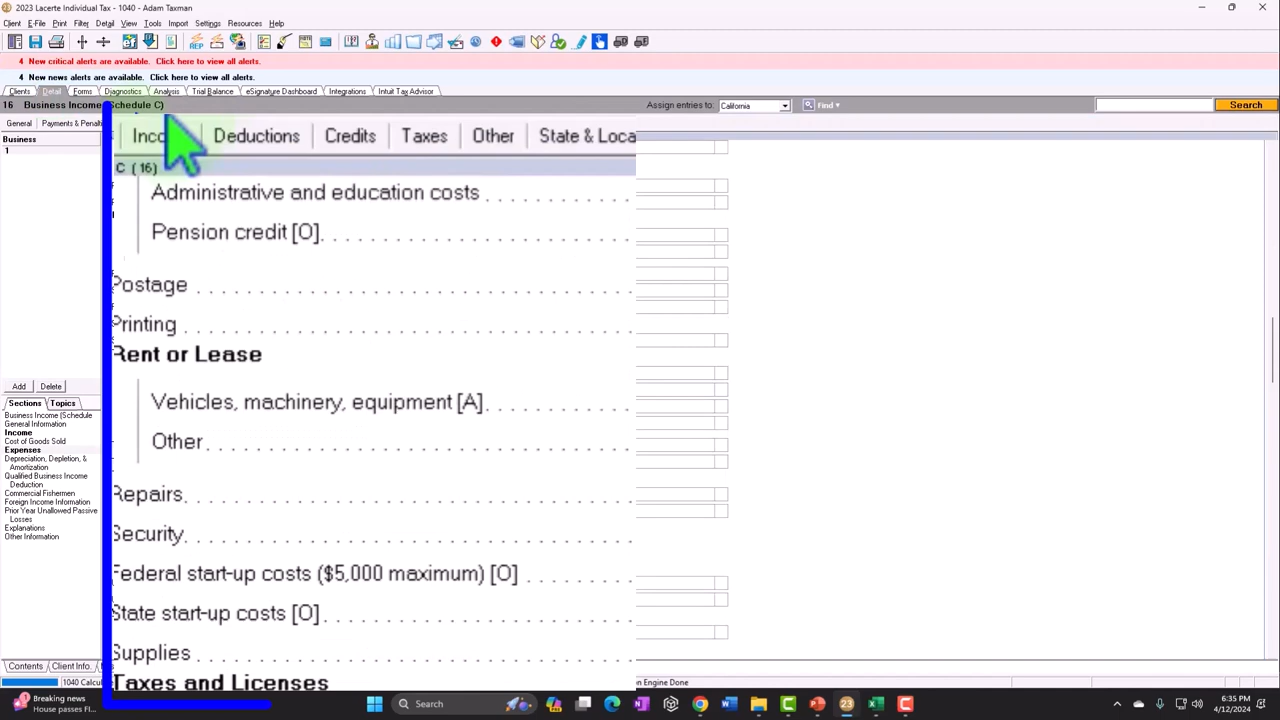 2023 Lacerte Individual Tax - 1040 - Adam Taxman
Client E-File Print Filter Detail View Tools Import Settings Resources Help
4 New critical alerts are available. Click here to view all alerts.
4 New news alerts are available. Click here to view all alerts.
Clients Detail Forms Diagnostics Analysis Trial Balance eSignature Dashboard Integrations Intuit Tax Advisor
16 Business Income (Schedule C) Assign entries to: California Find Search
General Payments & Penalti
Inco Deductions Credits Taxes Other State & Loca
Business
1
C (16)
Administrative and education costs
Pension credit [O]
Postage
Printing
Rent or Lease
Vehicles, machinery, equipment [A]
Other
Repairs
Security
Federal start-up costs ($5,000 maximum) [O]
State start-up costs [O]
Supplies
Taxes and Licenses
Add Delete
Sections Topics
Business Income (Schedule
General Information
Income
Cost of Goods Sold
Expenses
Depreciation, Depletion, &
Amortization
Qualified Business Income
Deduction
Commercial Fishermen
Foreign Income Information
Prior Year Unallowed Passive
Losses
Explanations
Other Information
Contents Client Info.
1040 Calcula on Engine Done
Breaking news
House passes FI...
Search
6:35 PM
4/12/2024